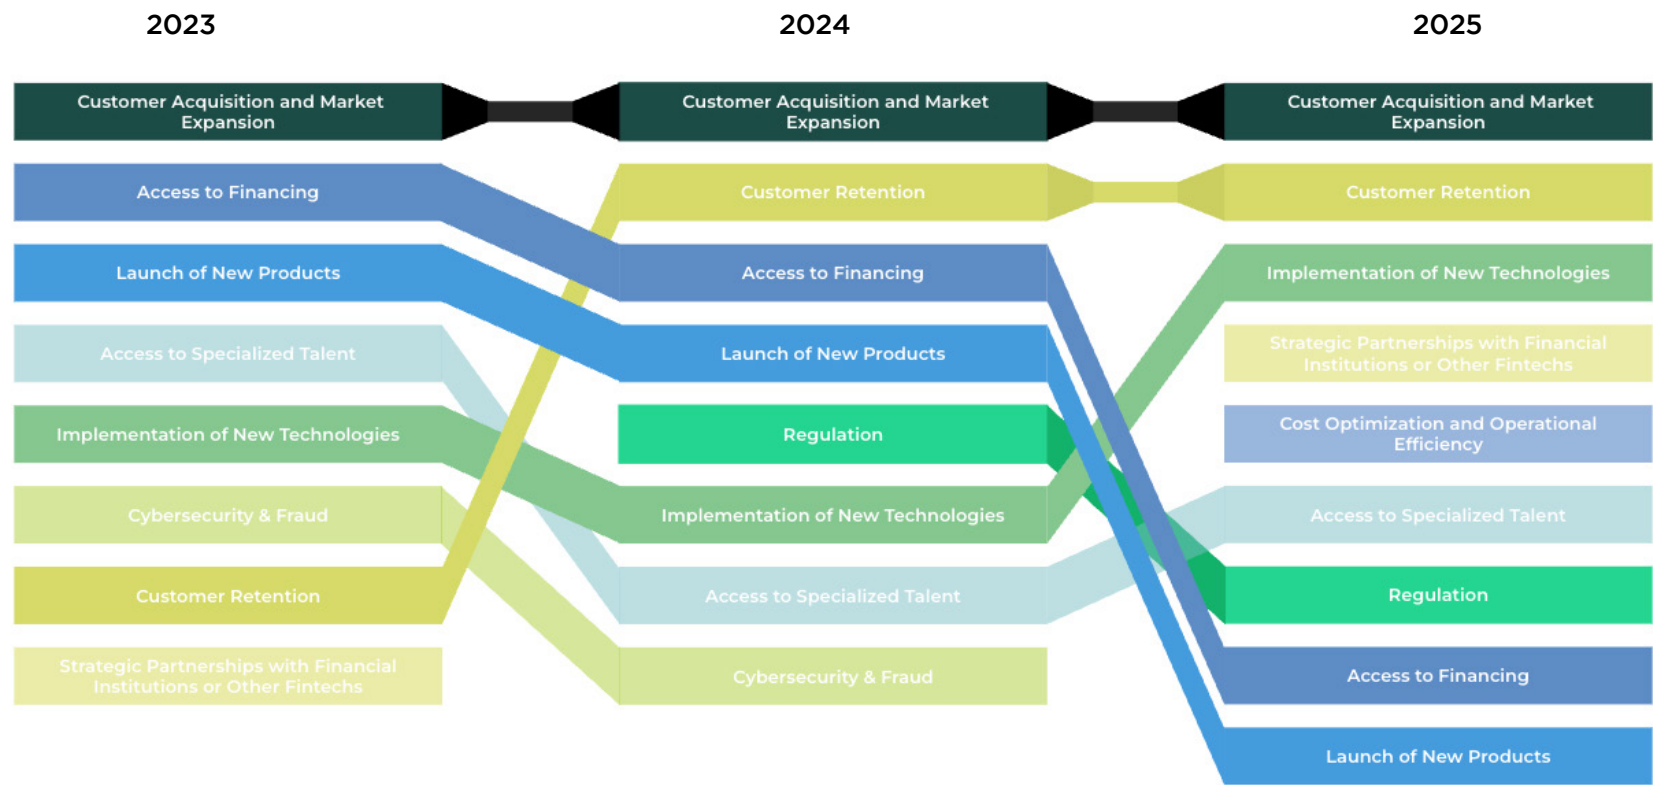 2023
2024
2025
Customer Acquisition and Market
Expansion
Access to Financing
Launch of New Products
Access to Specialized Talent
Implementation of New Technologies
Cybersecurity & Fraud
Customer Retention
Strategic Partnerships with Financial
Institutions or Other Fintechs
Customer Acquisition and Market
Expansion
Customer Retention
Access to Financing
Launch of New Products
Regulation
Implementation of New Technologies
Access to Specialized Talent
Cybersecurity & Fraud
Customer Acquisition and Market
Expansion
Customer Retention
Implementation of New Technologies
Strategic Partnerships with Financial
Institutions or Other Fintechs
Cost Optimization and Operational
Efficiency
Access to Specialized Talent
Regulation
Access to Financing
Launch of New Products